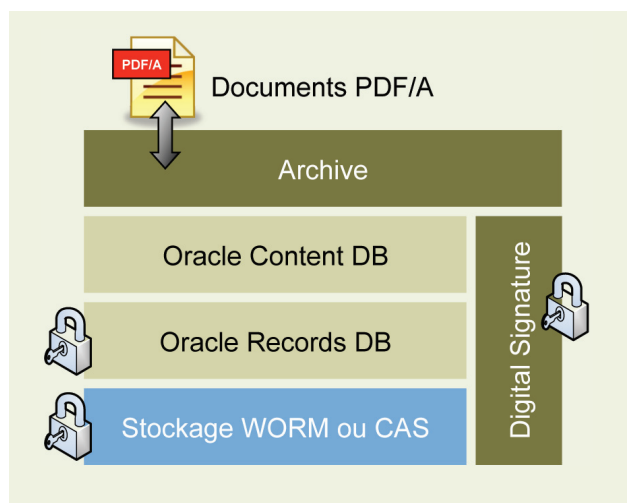 PDF/A
Documents PDF/A
Archive
Oracle Content DB
Oracle Records DB
Stockage WORM ou CAS
Digital Signature